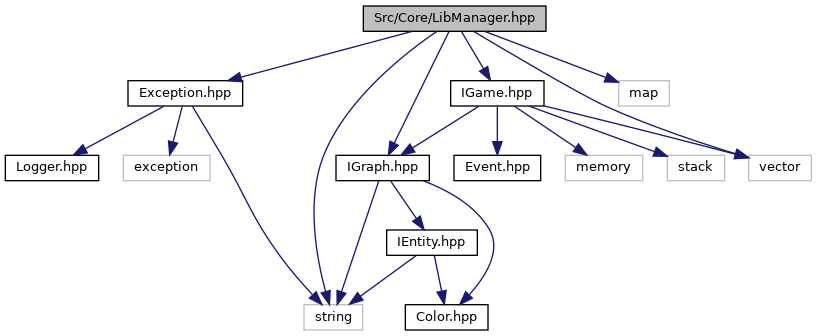 Src/Core/LibManager.hpp
Exception.hpp
IGame.hpp
map
Logger.hpp
exception
IGraph.hpp
Event.hpp
memory
stack
vector
IEntity.hpp
string
Color.hpp